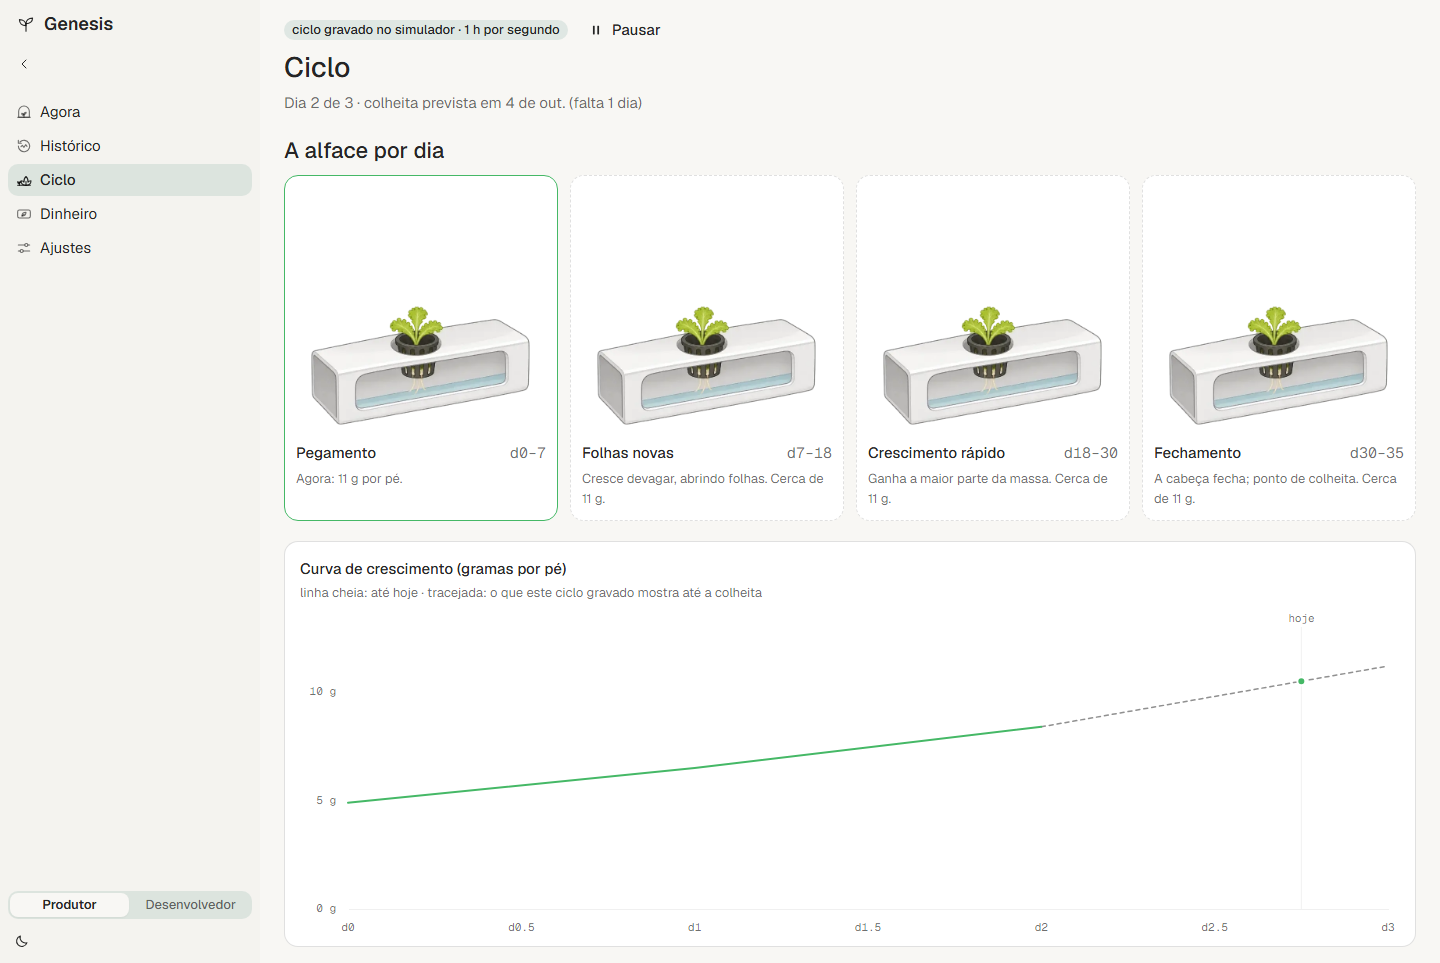 Genesis
Agora
Histórico
Ciclo
Dinheiro
Ajustes
Produtor
Desenvolvedor
ciclo gravado no simulador · 1 h por segundo
Pausar
Ciclo
Dia 2 de 3 · colheita prevista em 4 de out. (falta 1 dia)
A alface por dia
Pegamento d0–7
Agora: 11 g por pé.
Folhas novas d7–18
Cresce devagar, abrindo folhas. Cerca de
11 g.
Crescimento rápido d18–30
Ganha a maior parte da massa. Cerca de
11 g.
Fechamento d30–35
A cabeça fecha; ponto de colheita. Cerca
de 11 g.
Curva de crescimento (gramas por pé)
linha cheia: até hoje · tracejada: o que este ciclo gravado mostra até a colheita
hoje
10 g
5 g
0 g
d0 d0.5 d1 d1.5 d2 d2.5 d3